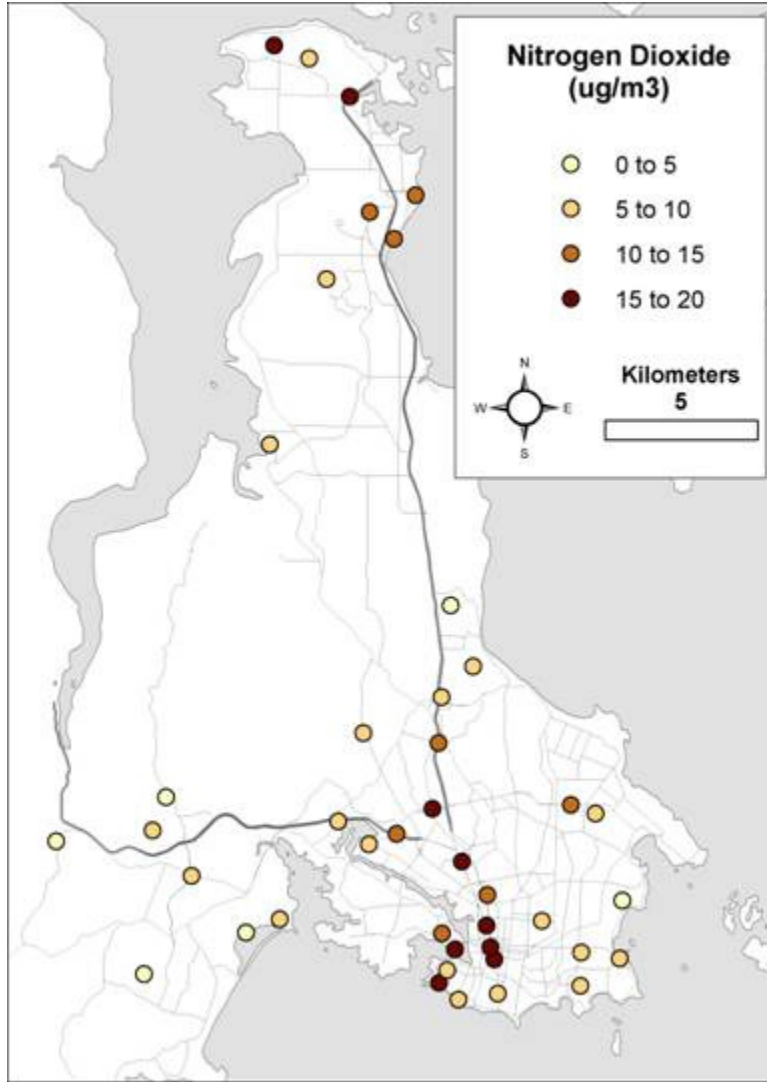 Nitrogen Dioxide
(ug/m3)
0 to 5
5 to 10
10 to 15
15 to 20
N
W E
S
Kilometers
5